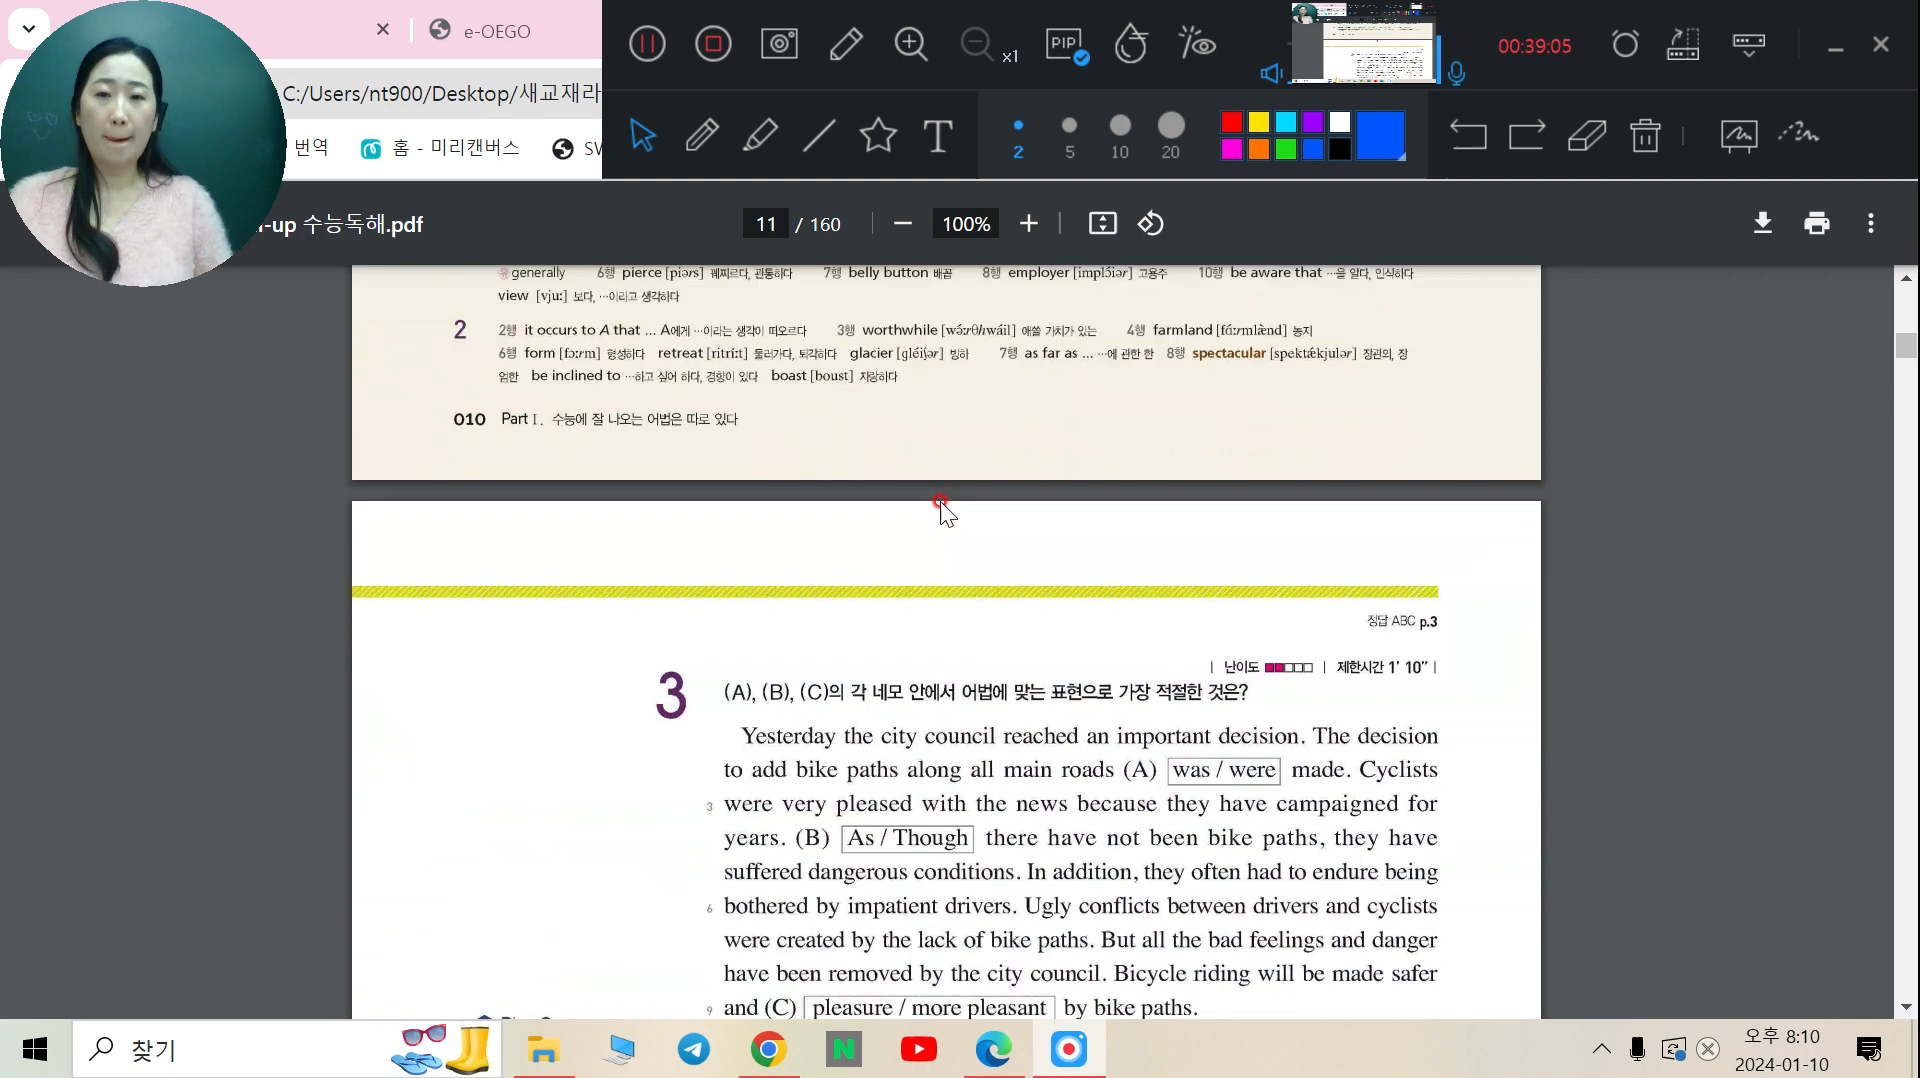 e-OEGO
C:/Users/nt900/Desktop/새교재라
번역
홈 - 미리캔버스
SW
x1
PIP
00:39:05
T
2
5
10
20
-up 수능독해.pdf
11 / 160
100%
generally 6행 pierce [piərs] 꿰찌르다, 관통하다 7행 belly button 배꼽 8행 employer [implɔ́iər] 고용주 10행 be aware that …을 알다, 인식하다
view [vjuː] 보다, …이라고 생각하다
2 2행 it occurs to A that ... A에게 …이라는 생각이 떠오르다 3행 worthwhile [wə́ːrθhwáil] 애쓸 가치가 있는 4행 farmland [fɑ́ːrmlæ̀nd] 농지
6행 form [fɔːrm] 형성하다 retreat [ritríːt] 물러가다, 퇴각하다 glacier [gléiʃər] 빙하 7행 as far as ... …에 관한 한 8행 spectacular [spektǽkjulər] 장관의, 장
엄한 be inclined to …하고 싶어 하다, 경향이 있다 boast [boust] 자랑하다
010 Part I. 수능에 잘 나오는 어법은 따로 있다
정답 ABC p.3
| 난이도 | 제한시간 1′ 10″ |
3 (A), (B), (C)의 각 네모 안에서 어법에 맞는 표현으로 가장 적절한 것은?
Yesterday the city council reached an important decision. The decision
to add bike paths along all main roads (A) was / were made. Cyclists
3 were very pleased with the news because they have campaigned for
years. (B) As / Though there have not been bike paths, they have
suffered dangerous conditions. In addition, they often had to endure being
6 bothered by impatient drivers. Ugly conflicts between drivers and cyclists
were created by the lack of bike paths. But all the bad feelings and danger
have been removed by the city council. Bicycle riding will be made safer
9 and (C) pleasure / more pleasant by bike paths.
찾기
N
오후 8:10
2024-01-10